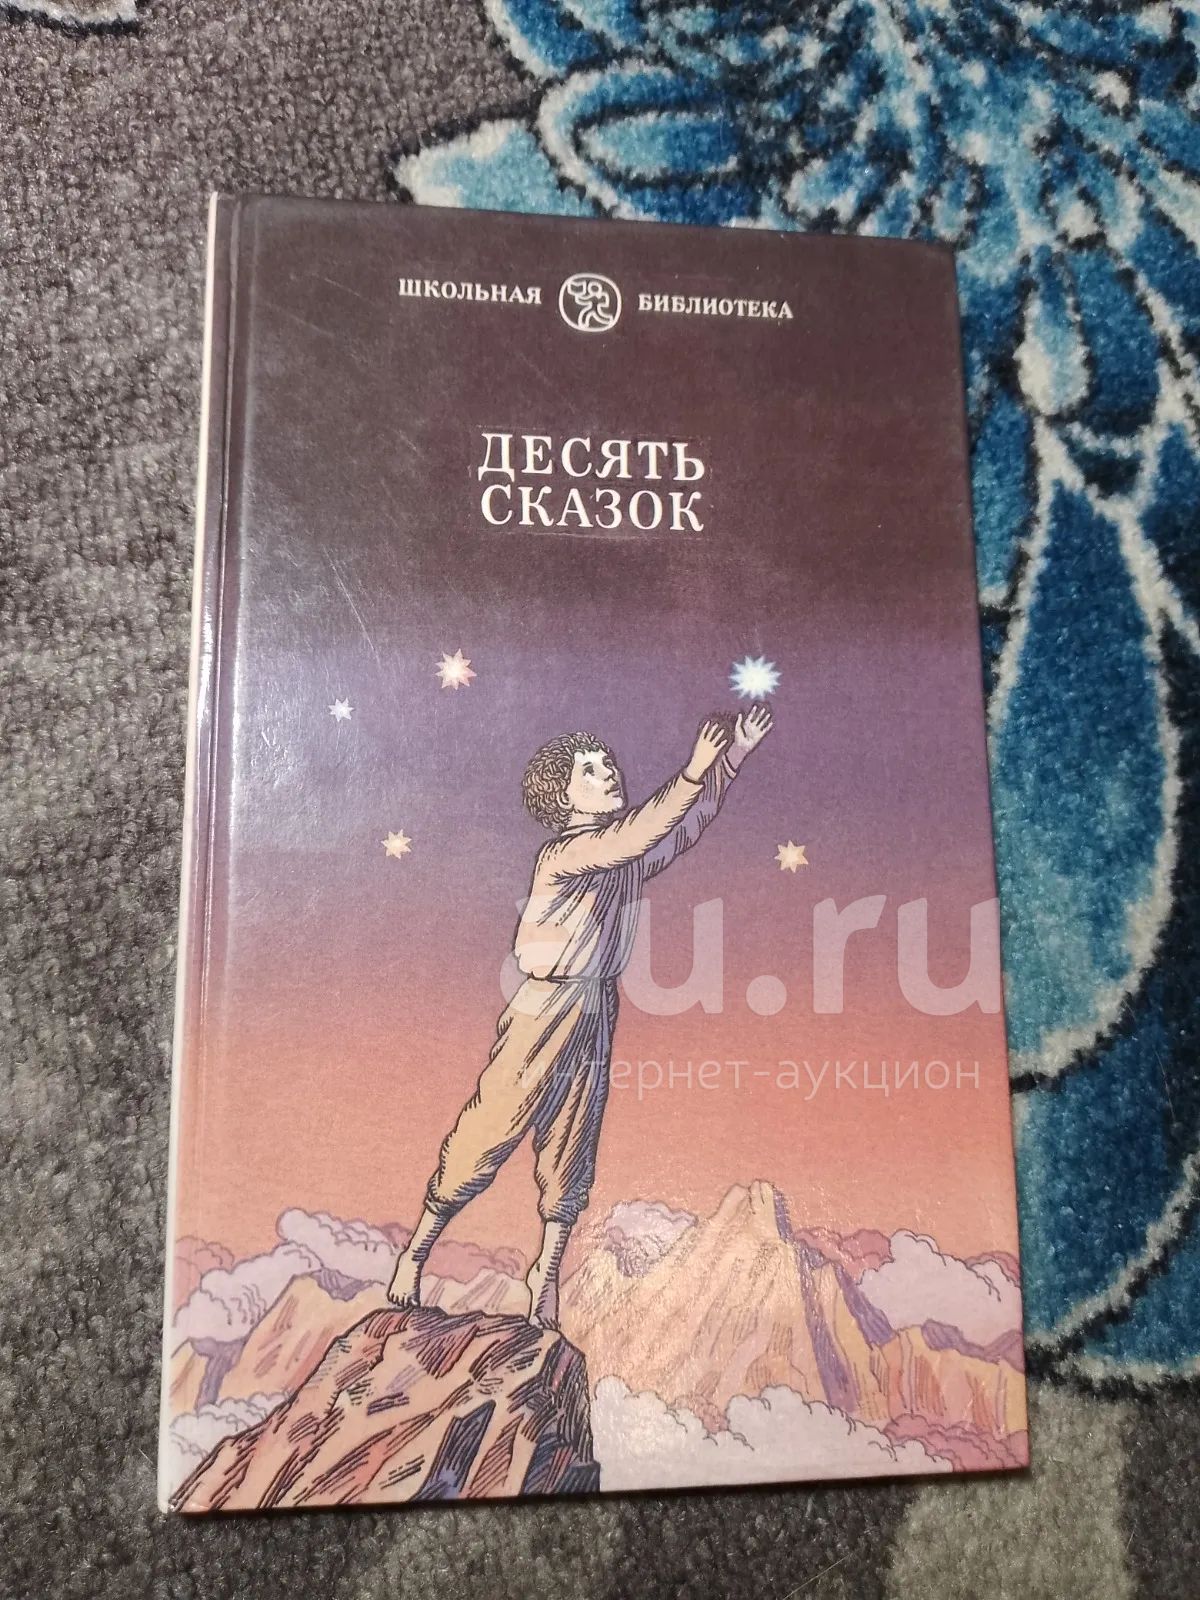 ШКОЛЬНАЯ БИБЛИОТЕКА
ДЕСЯТЬ
СКАЗОК
au.ru
интернет-аукцион